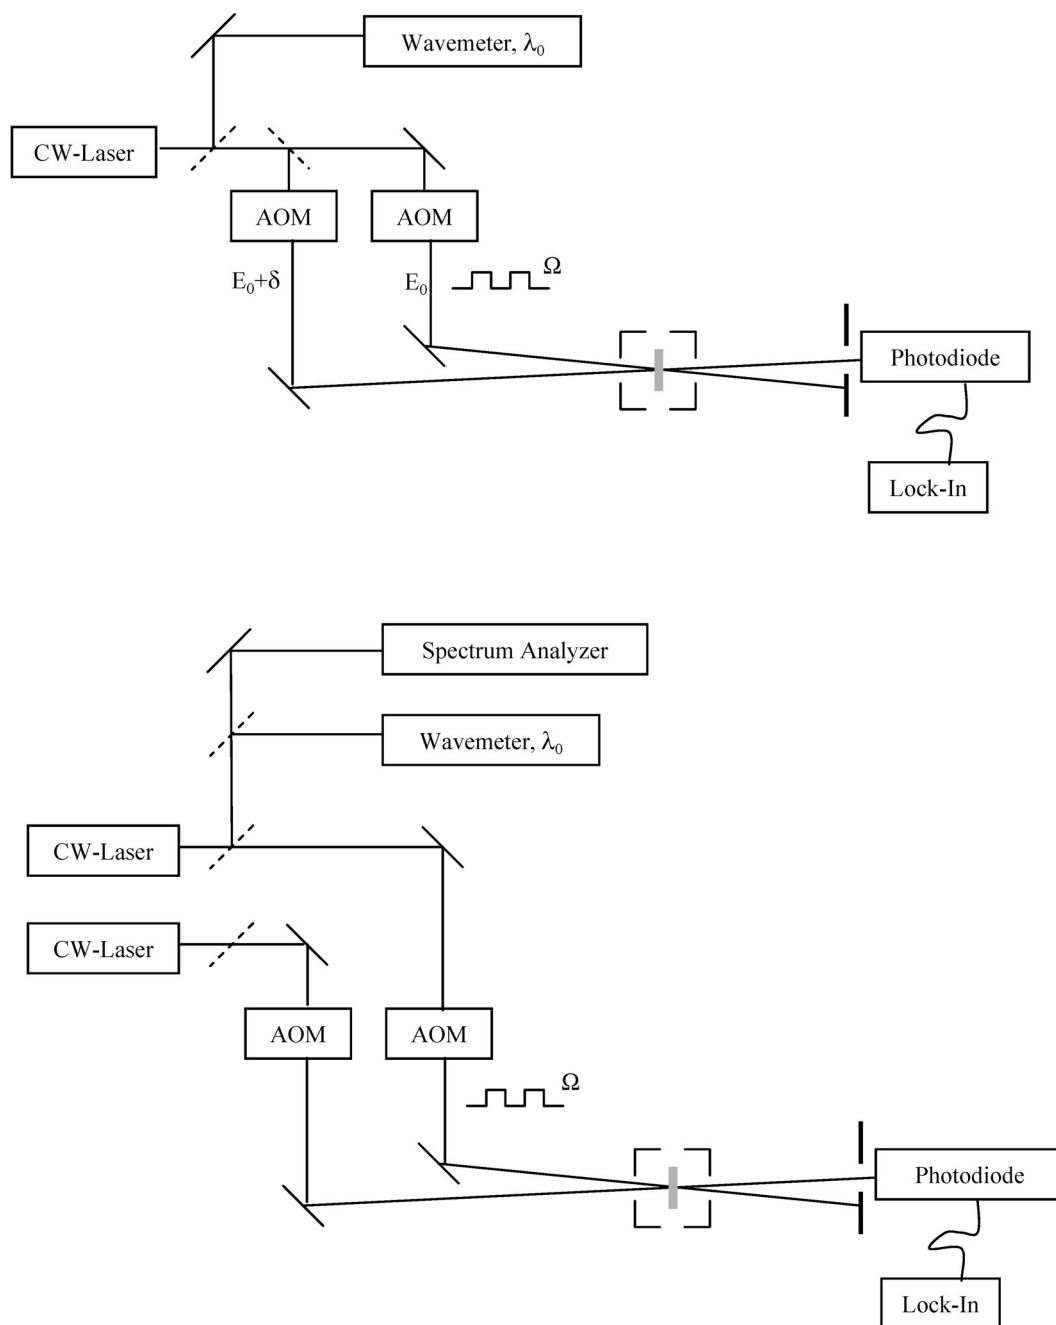 Wavemeter, λ₀
CW-Laser
AOM
AOM
E₀+δ
E₀
Ω
Photodiode
Lock-In
Spectrum Analyzer
Wavemeter, λ₀
CW-Laser
CW-Laser
AOM
AOM
Ω
Photodiode
Lock-In